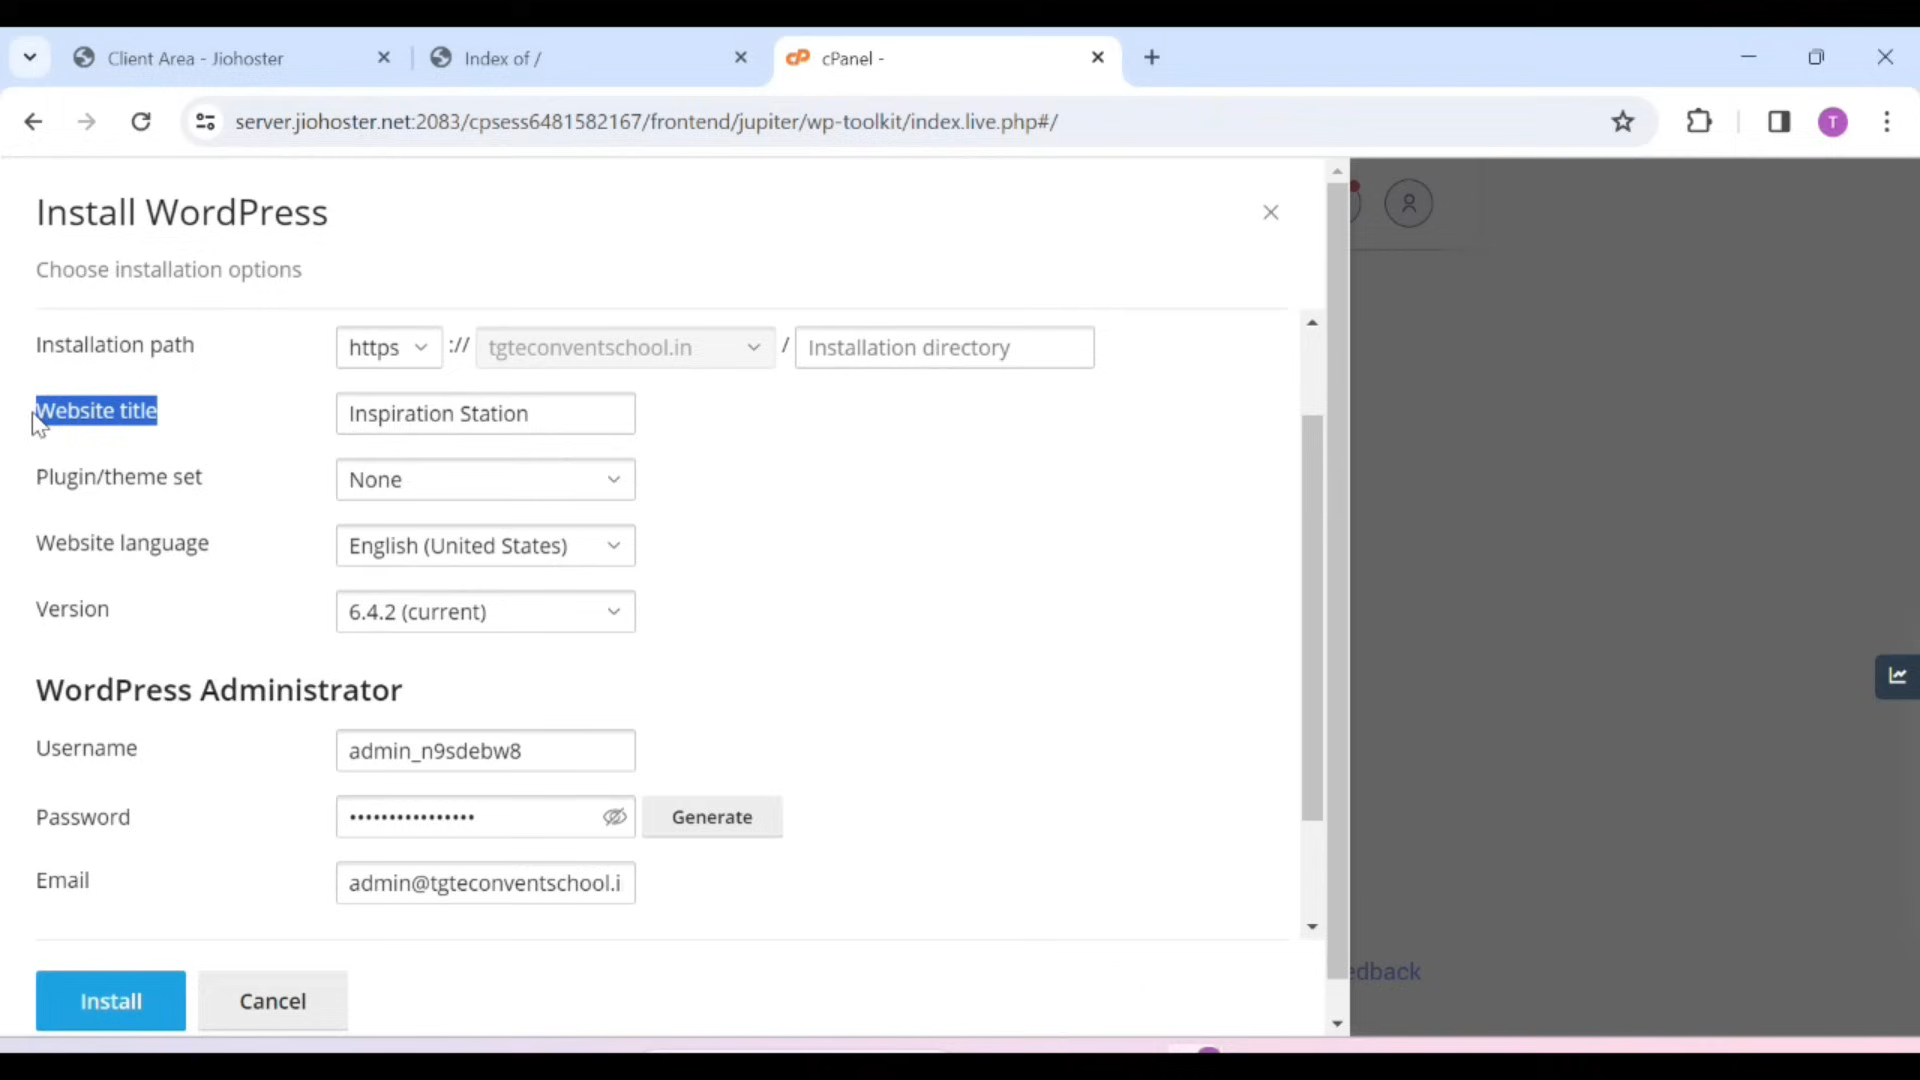 Client Area - Jiohoster
Index of /
cPanel -
server.jiohoster.net:2083/cpsess6481582167/frontend/jupiter/wp-toolkit/index.live.php#/
T
Install WordPress
Choose installation options
Installation path https :// tgteconventschool.in / Installation directory
Website title Inspiration Station
Plugin/theme set None
Website language English (United States)
Version 6.4.2 (current)
WordPress Administrator
Username admin_n9sdebw8
Password •••••••••••••••• Generate
Email admin@tgteconventschool.i
edback
Install Cancel